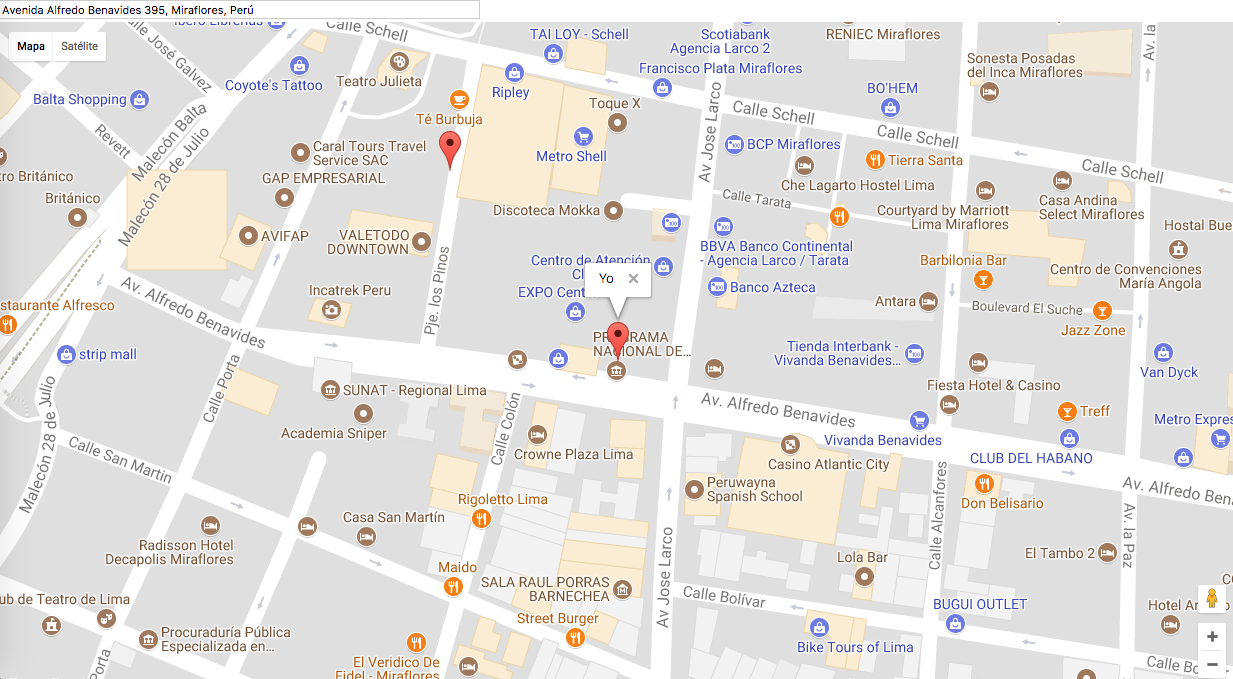 Avenida Alfredo Benavides 395, Miraflores, Perú
Mapa
Satélite
Ibero Librerías
Calle Schell
TAI LOY - Schell
Scotiabank
Agencia Larco 2
RENIEC Miraflores
Av. la
Calle José Galvez
Coyote's Tattoo
Teatro Julieta
Ripley
Francisco Plata Miraflores
Sonesta Posadas
del Inca Miraflores
Balta Shopping
Malecón Balta
Té Burbuja
Toque X
Av Jose Larco
BO'HEM
Calle Schell
Revett
Malecón 28 de Julio
Caral Tours Travel
Service SAC
Metro Shell
BCP Miraflores
Calle Schell
Tierra Santa
Calle Schell
tro Británico
GAP EMPRESARIAL
Che Lagarto Hostel Lima
Británico
Calle Tarata
Discoteca Mokka
Courtyard by Marriott
Lima Miraflores
Casa Andina
Select Miraflores
Hostal Bue
AVIFAP
VALETODO
DOWNTOWN
BBVA Banco Continental
- Agencia Larco / Tarata
Centro de Atención
Cl
Barbilonia Bar
Centro de Convenciones
María Angola
Yo
Pje. los Pinos
Incatrek Peru
EXPO Cent
Banco Azteca
Antara
Boulevard El Suche
Jazz Zone
staurante Alfresco
Av. Alfredo Benavides
PROGRAMA
NACIONAL DE...
Tienda Interbank -
Vivanda Benavides...
strip mall
Van Dyck
Calle Porta
SUNAT - Regional Lima
Fiesta Hotel & Casino
Academia Sniper
Calle Colón
Av. Alfredo Benavides
Treff
Metro Expres
Malecón 28 de Julio
Vivanda Benavides
Calle San Martin
Crowne Plaza Lima
Casino Atlantic City
CLUB DEL HABANO
Peruwayna
Spanish School
Av. Alfredo Ben
Rigoletto Lima
Don Belisario
Casa San Martín
Calle Alcanfores
Av. la Paz
Radisson Hotel
Decapolis Miraflores
Av Jose Larco
Lola Bar
El Tambo 2
Maido
SALA RAUL PORRAS
BARNECHEA
Calle Bolívar
ub de Teatro de Lima
Street Burger
BUGUI OUTLET
Hotel Ar
Procuraduría Pública
Especializada en...
Bike Tours of Lima
Porta
El Veridico De
Fidel - Miraflores
Calle Bo